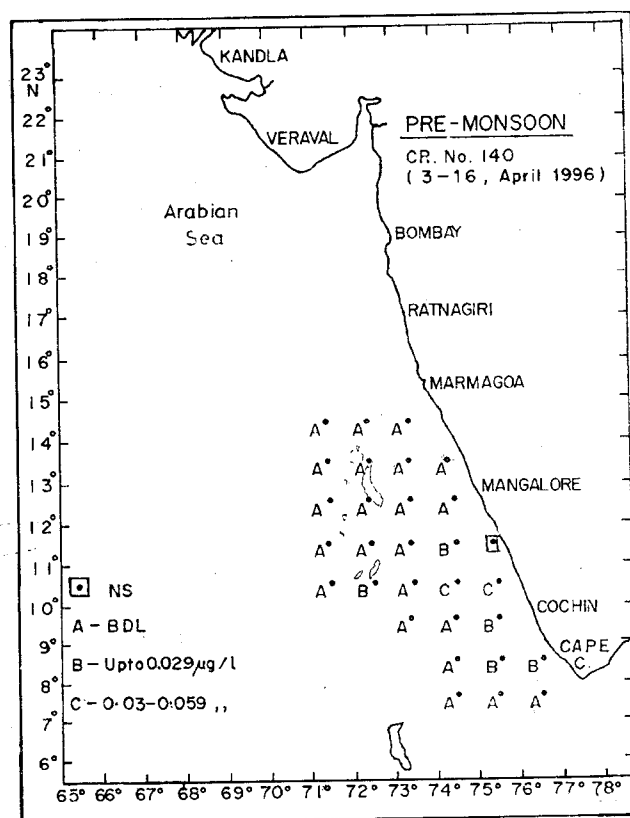 KANDLA
23°
N
22°
VERAVAL
PRE-MONSOON
21°
CR. No. 140
(3-16, April 1996)
20°
Arabian
Sea
19°
BOMBAY
18°
17°
RATNAGIRI
16°
MARMAGOA
15°
14°
A A A
A A A A
13°
MANGALORE
12°
A A A A
11°
A A A B
NS
10°
A B A C C
COCHIN
A - BDL
A A B
9°
CAPE
C.
B - Upto 0.029 µg/l
A B B
8°
C - 0.03-0.059 ,,
A A A
7°
6°
65° 66° 67° 68° 69° 70° 71° 72° 73° 74° 75° 76° 77° 78°